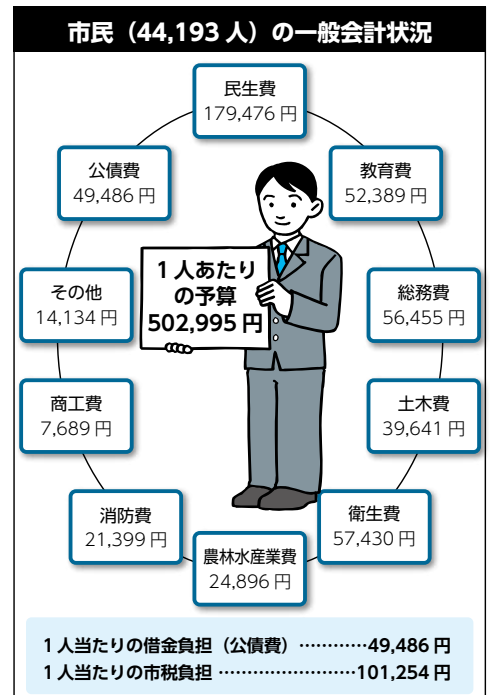 市民（44,193 人）の一般会計状況
民生費
179,476 円
公債費
49,486 円
教育費
52,389 円
1 人あたり
の予算
502,995 円
その他
14,134 円
総務費
56,455 円
商工費
7,689 円
土木費
39,641 円
消防費
21,399 円
衛生費
57,430 円
農林水産業費
24,896 円
1 人当たりの借金負担（公債費）…………49,486 円
1 人当たりの市税負担……………………101,254 円